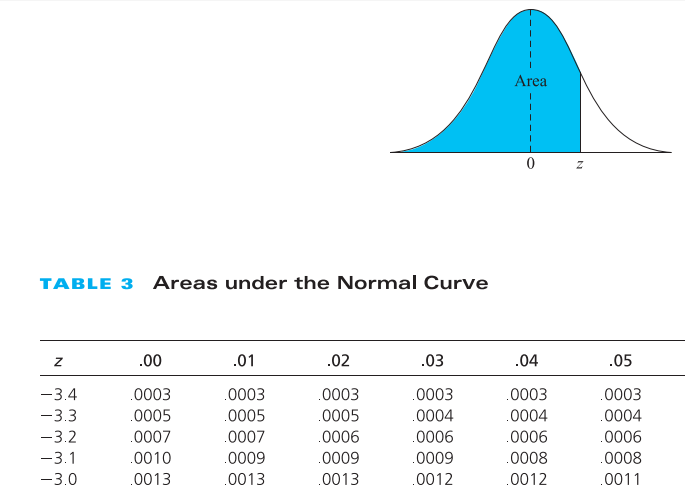 Area
0 z
TABLE 3 Areas under the Normal Curve
z .00 .01 .02 .03 .04 .05
−3.4 .0003 .0003 .0003 .0003 .0003 .0003
−3.3 .0005 .0005 .0005 .0004 .0004 .0004
−3.2 .0007 .0007 .0006 .0006 .0006 .0006
−3.1 .0010 .0009 .0009 .0009 .0008 .0008
−3.0 .0013 .0013 .0013 .0012 .0012 .0011